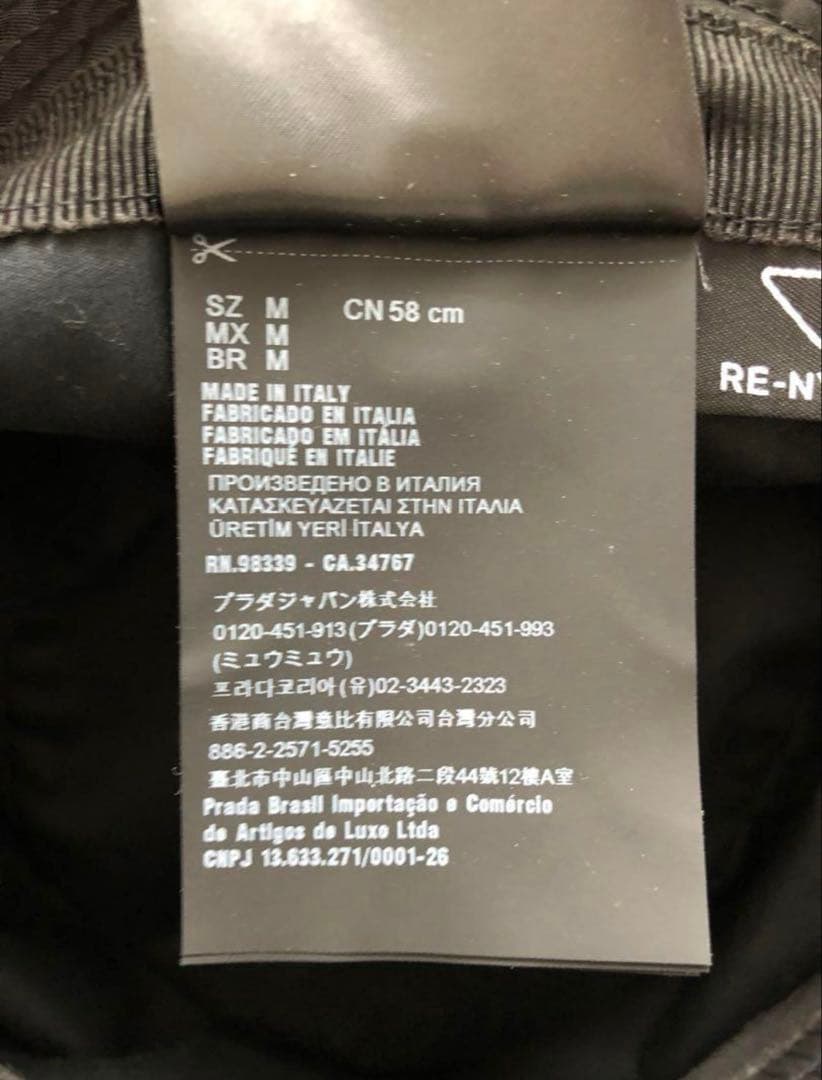 SZ M CN 58 cm
MX M
BR M
MADE IN ITALY
FABRICADO EN ITALIA
FABRICADO EM ITÁLIA
FABRIQUÉ EN ITALIE
ПРОИЗВЕДЕНО В ИТАЛИЯ
ΚΑΤΑΣΚΕΥΑΖΕΤΑΙ ΣΤΗΝ ΙΤΑΛΙΑ
ÜRETİM YERİ İTALYA
RN.98339 - CA.34767
プラダジャパン株式会社
0120-451-913(プラダ)0120-451-993
(ミュウミュウ)
프라다코리아(유)02-3443-2323
香港商台灣意比有限公司台灣分公司
886-2-2571-5255
臺北市中山區中山北路二段44號12樓A室
Prada Brasil Importação e Comércio
de Artigos de Luxo Ltda
CNPJ 13.633.271/0001-26
RE-N